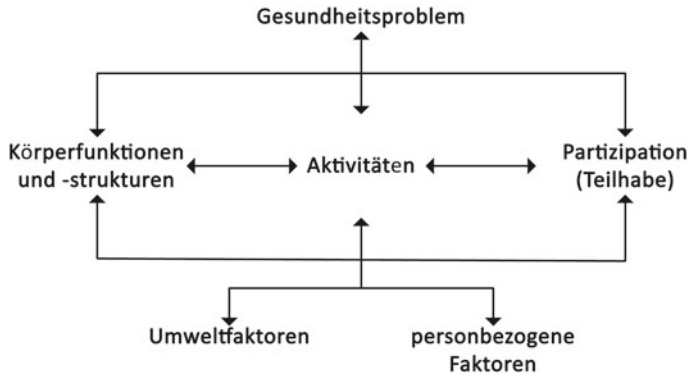 Gesundheitsproblem
Körperfunktionen
und -strukturen
Aktivitäten
Partizipation
(Teilhabe)
Umweltfaktoren
personbezogene
Faktoren